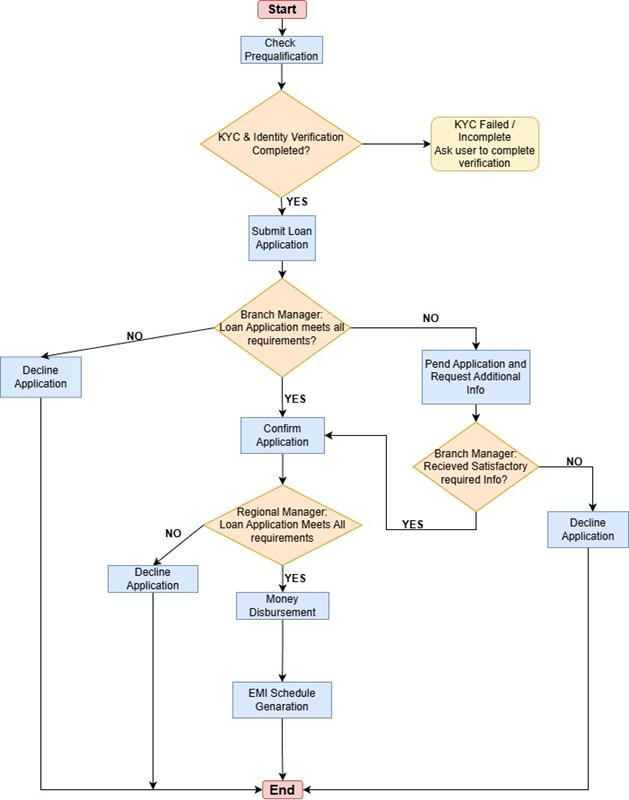 Start
Check
Prequalification
KYC & Identity Verification
Completed?
KYC Failed /
Incomplete
Ask user to complete
verification
YES
Submit Loan
Application
Branch Manager:
Loan Application meets all
requirements?
NO
NO
Decline
Application
Pend Application and
Request Additional
Info
YES
Confirm
Application
Branch Manager:
Recieved Satisfactory
required Info?
NO
YES
Decline
Application
Regional Manager:
Loan Application Meets All
requirements
NO
Decline
Application
YES
Money
Disbursement
EMI Schedule
Genaration
End